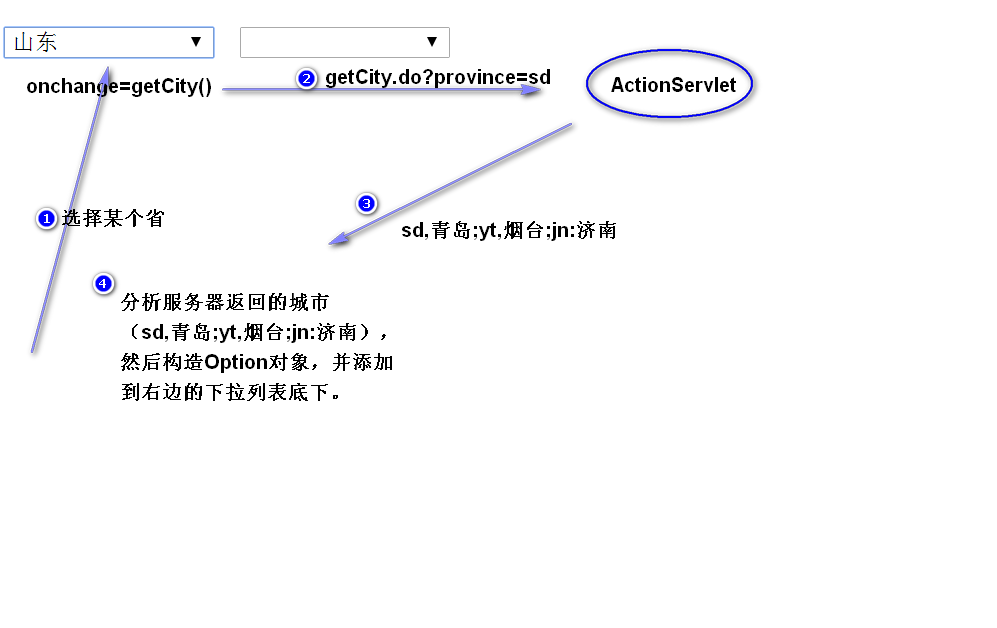 山东
onchange=getCity()
2 getCity.do?province=sd
ActionServlet
1 选择某个省
3
sd,青岛;yt,烟台;jn:济南
4
分析服务器返回的城市
（sd,青岛;yt,烟台;jn:济南），
然后构造Option对象，并添加
到右边的下拉列表底下。